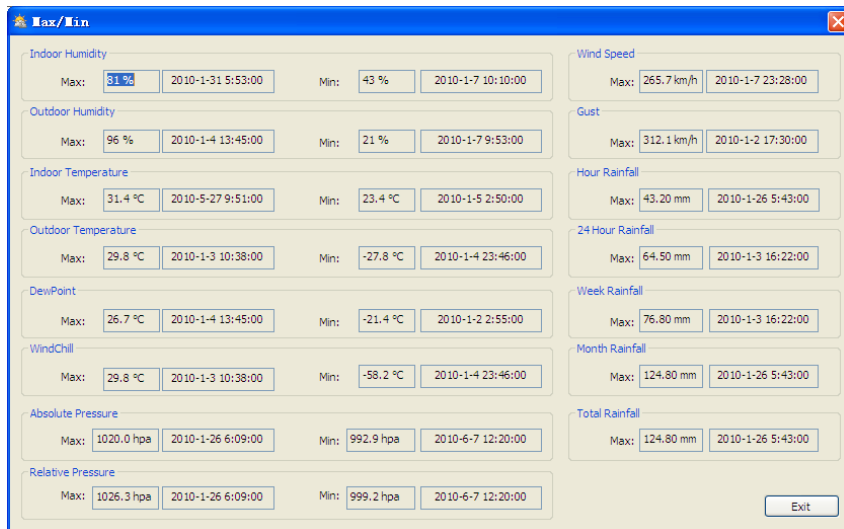 Max/Min
Indoor Humidity
Max: 81 % 2010-1-31 5:53:00 Min: 43 % 2010-1-7 10:10:00
Wind Speed
Max: 265.7 km/h 2010-1-7 23:28:00
Outdoor Humidity
Max: 96 % 2010-1-4 13:45:00 Min: 21 % 2010-1-7 9:53:00
Gust
Max: 312.1 km/h 2010-1-2 17:30:00
Indoor Temperature
Max: 31.4 ℃ 2010-5-27 9:51:00 Min: 23.4 ℃ 2010-1-5 2:50:00
Hour Rainfall
Max: 43.20 mm 2010-1-26 5:43:00
Outdoor Temperature
Max: 29.8 ℃ 2010-1-3 10:38:00 Min: -27.8 ℃ 2010-1-4 23:46:00
24 Hour Rainfall
Max: 64.50 mm 2010-1-3 16:22:00
DewPoint
Max: 26.7 ℃ 2010-1-4 13:45:00 Min: -21.4 ℃ 2010-1-2 2:55:00
Week Rainfall
Max: 76.80 mm 2010-1-3 16:22:00
WindChill
Max: 29.8 ℃ 2010-1-3 10:38:00 Min: -58.2 ℃ 2010-1-4 23:46:00
Month Rainfall
Max: 124.80 mm 2010-1-26 5:43:00
Absolute Pressure
Max: 1020.0 hpa 2010-1-26 6:09:00 Min: 992.9 hpa 2010-6-7 12:20:00
Total Rainfall
Max: 124.80 mm 2010-1-26 5:43:00
Relative Pressure
Max: 1026.3 hpa 2010-1-26 6:09:00 Min: 999.2 hpa 2010-6-7 12:20:00
Exit